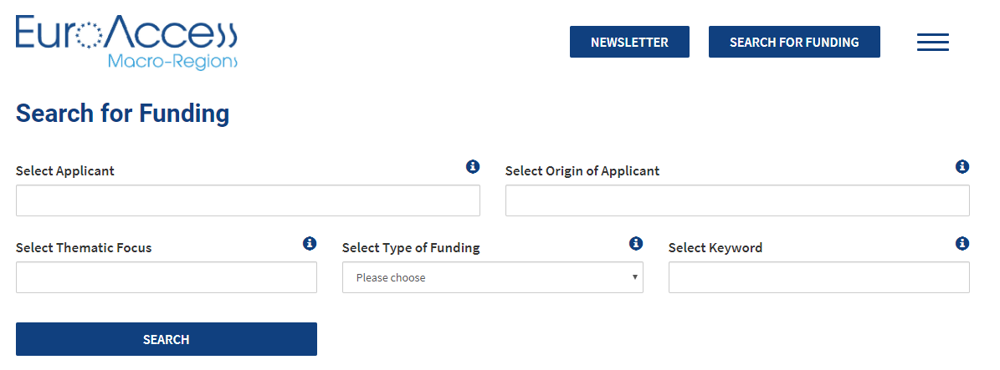 EuroAccess
Macro-Regions
NEWSLETTER
SEARCH FOR FUNDING
Search for Funding
Select Applicant
Select Origin of Applicant
Select Thematic Focus
Select Type of Funding
Select Keyword
Please choose
SEARCH